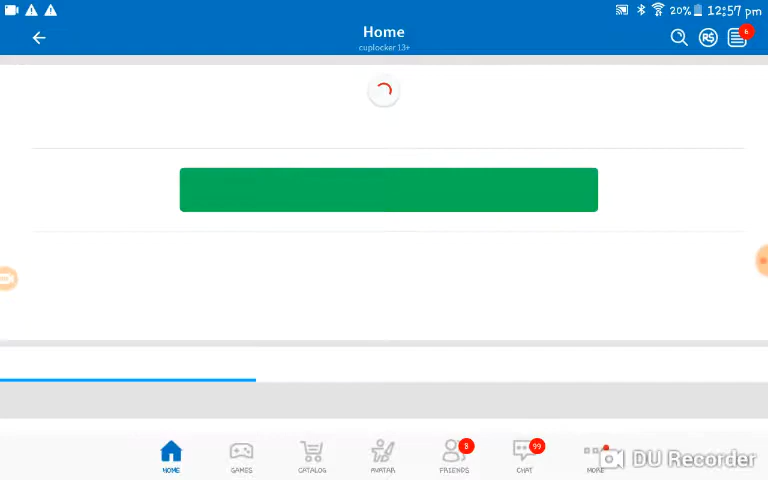 20% 12:57 pm
Home
cuplocker 13+
R$
6
8
99
HOME
GAMES
CATALOG
AVATAR
FRIENDS
CHAT
MORE
DU Recorder